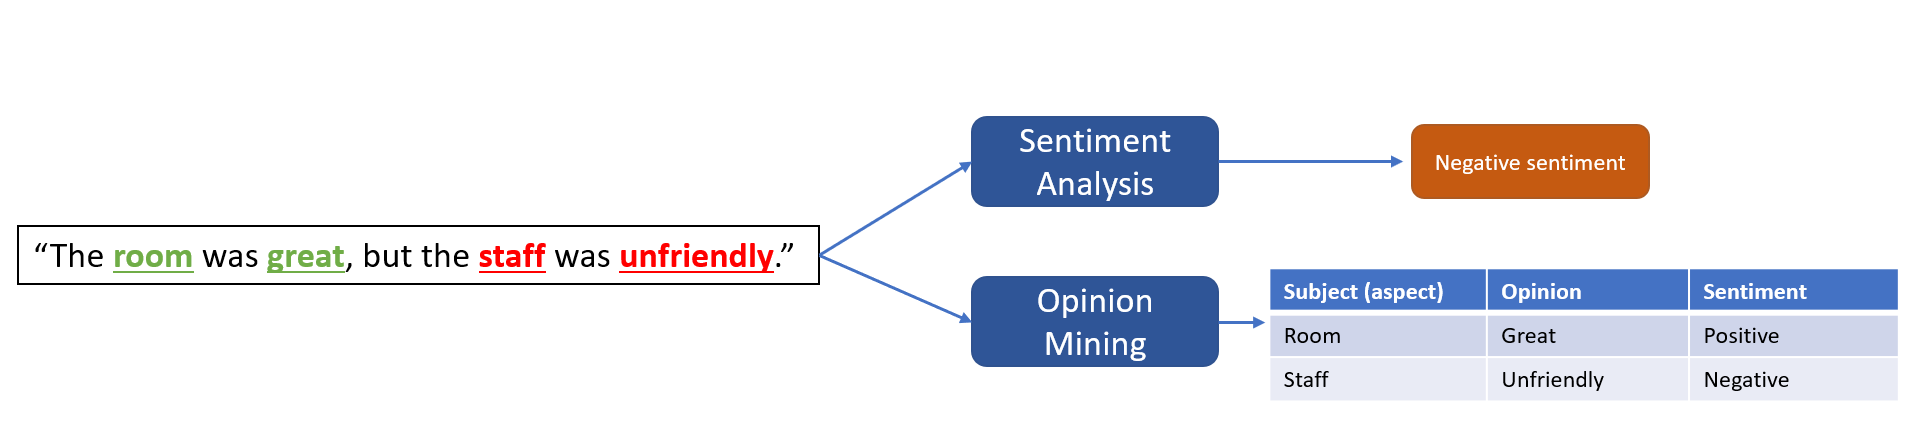 “The room was great, but the staff was unfriendly.”
Sentiment
Analysis
Negative sentiment
Opinion
Mining
Subject (aspect) Opinion Sentiment
Room Great Positive
Staff Unfriendly Negative